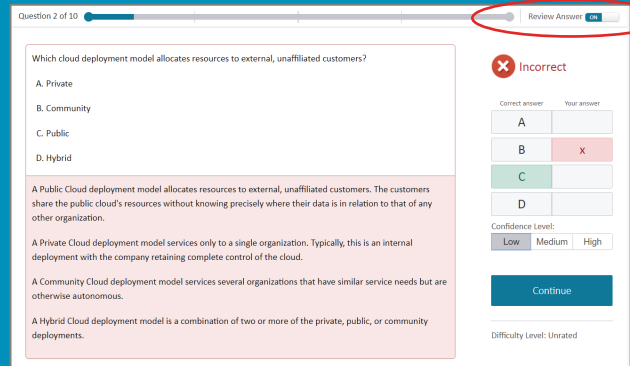 Question 2 of 10
Review Answer ON
Which cloud deployment model allocates resources to external, unaffiliated customers?
A. Private
B. Community
C. Public
D. Hybrid
A Public Cloud deployment model allocates resources to external, unaffiliated customers. The customers
share the public cloud's resources without knowing precisely where their data is in relation to that of any
other organization.
A Private Cloud deployment model services only to a single organization. Typically, this is an internal
deployment with the company retaining complete control of the cloud.
A Community Cloud deployment model services several organizations that have similar service needs but are
otherwise autonomous.
A Hybrid Cloud deployment model is a combination of two or more of the private, public, or community
deployments.
Incorrect
Correct answer Your answer
A
B x
C
D
Confidence Level:
Low Medium High
Continue
Difficulty Level: Unrated